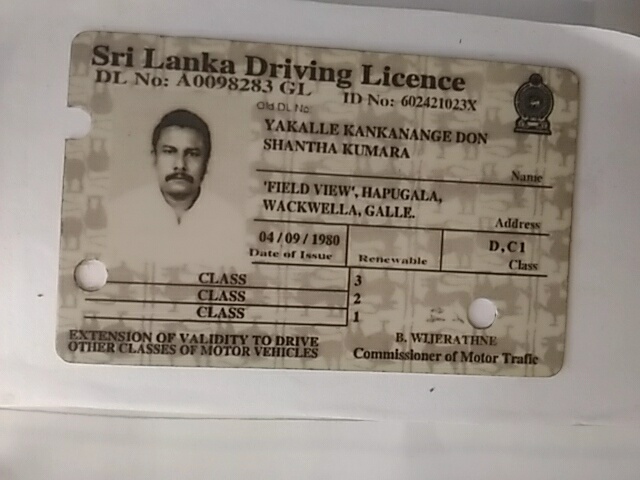 Sri Lanka Driving Licence
DL No: A0098283 GL
ID No: 602421023X
Old DL No
YAKALLE KANKANANGE DON
SHANTHA KUMARA
Name
'FIELD VIEW', HAPUGALA,
WACKWELLA, GALLE.
Address
04/09/1980
Date of Issue
Renewable
D,C1
Class
CLASS 3
CLASS 2
CLASS 1
EXTENSION OF VALIDITY TO DRIVE
OTHER CLASSES OF MOTOR VEHICLES
B. WIJERATHNE
Commissioner of Motor Trafic